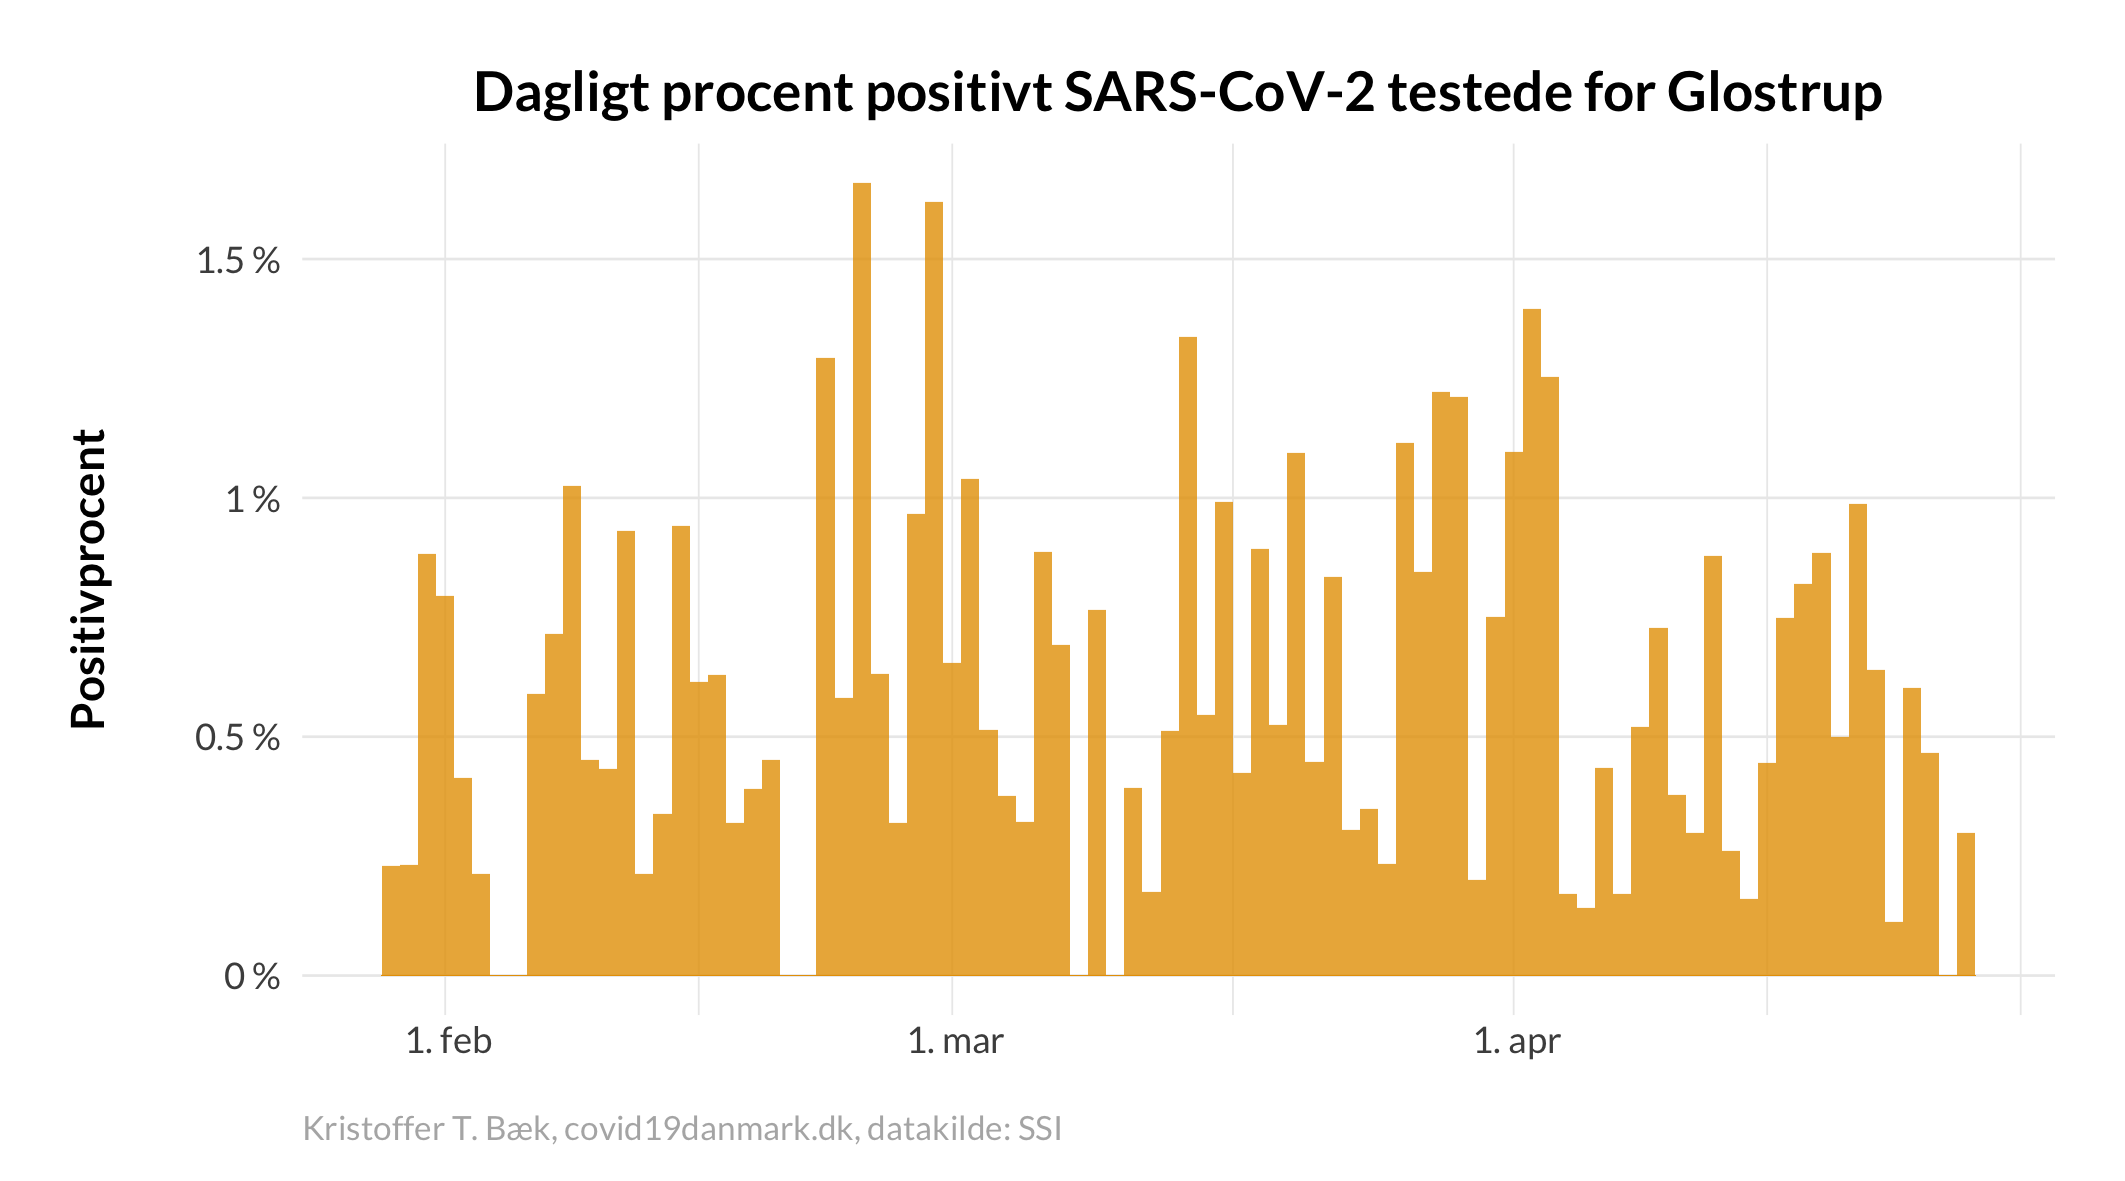 Dagligt procent positivt SARS-CoV-2 testede for Glostrup
Positivprocent
1.5 %
1 %
0.5 %
0 %
1. feb
1. mar
1. apr
Kristoffer T. Bæk, covid19danmark.dk, datakilde: SSI